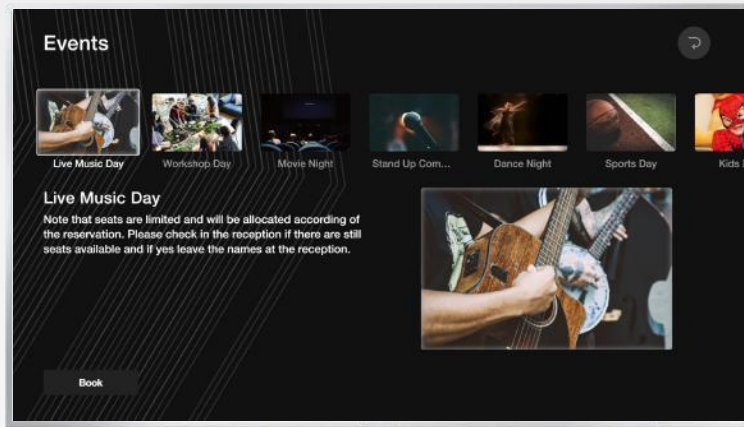 Events
Live Music Day
Workshop Day
Movie Night
Stand Up Com...
Dance Night
Sports Day
Kids
Live Music Day
Note that seats are limited and will be allocated according of
the reservation. Please check in the reception if there are still
seats available and if yes leave the names at the reception.
Book